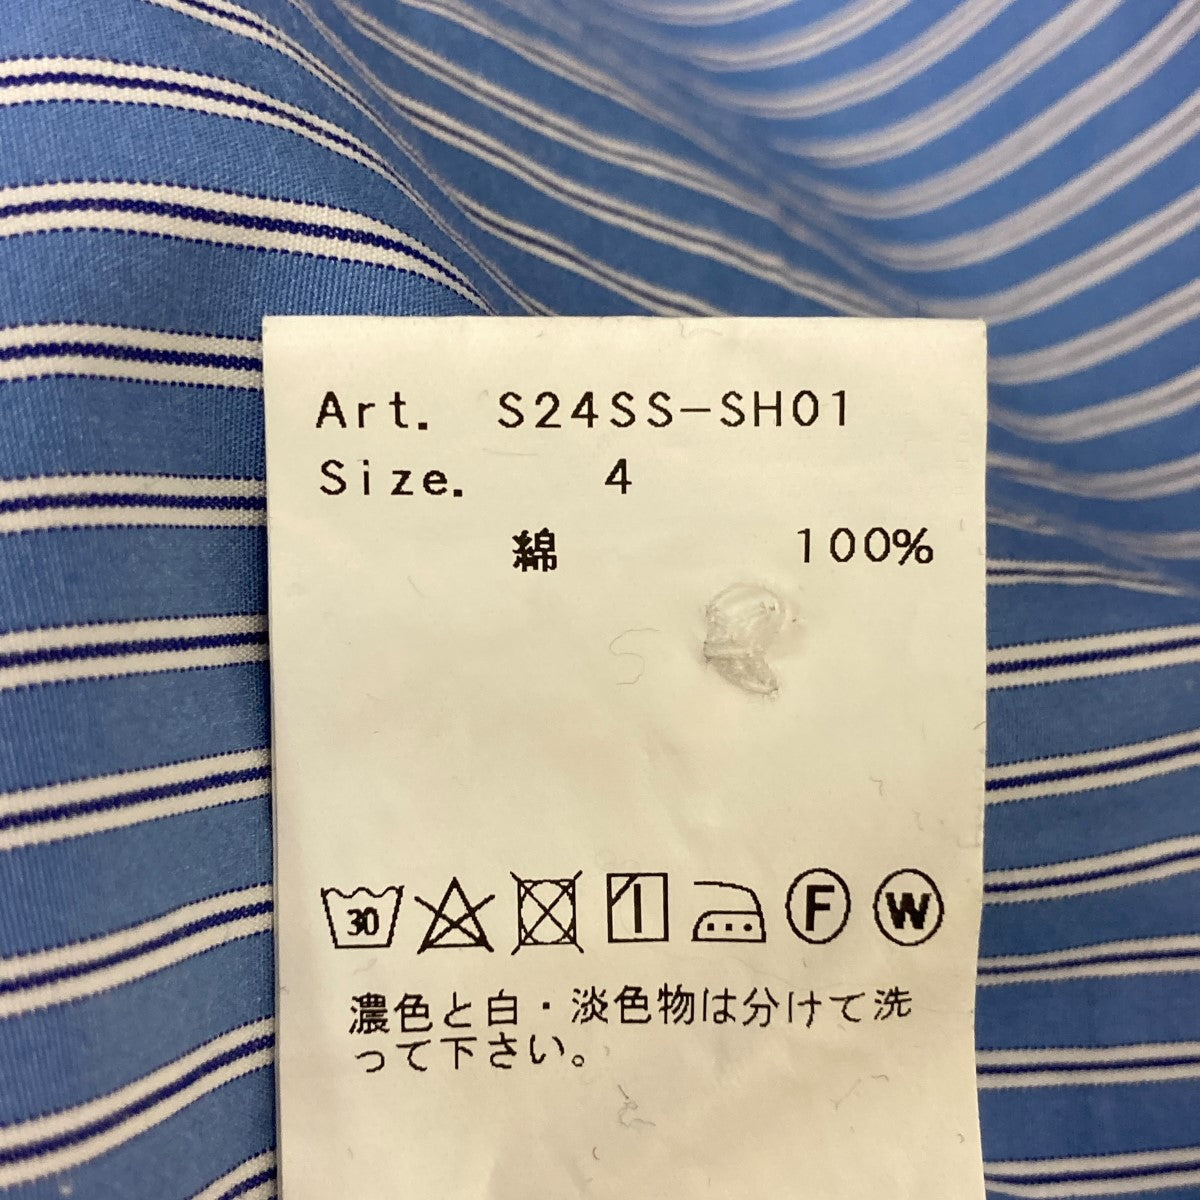 Art. S24SS-SH01
Size. 4
綿 100%
30 F W
濃色と白・淡色物は分けて洗
って下さい。